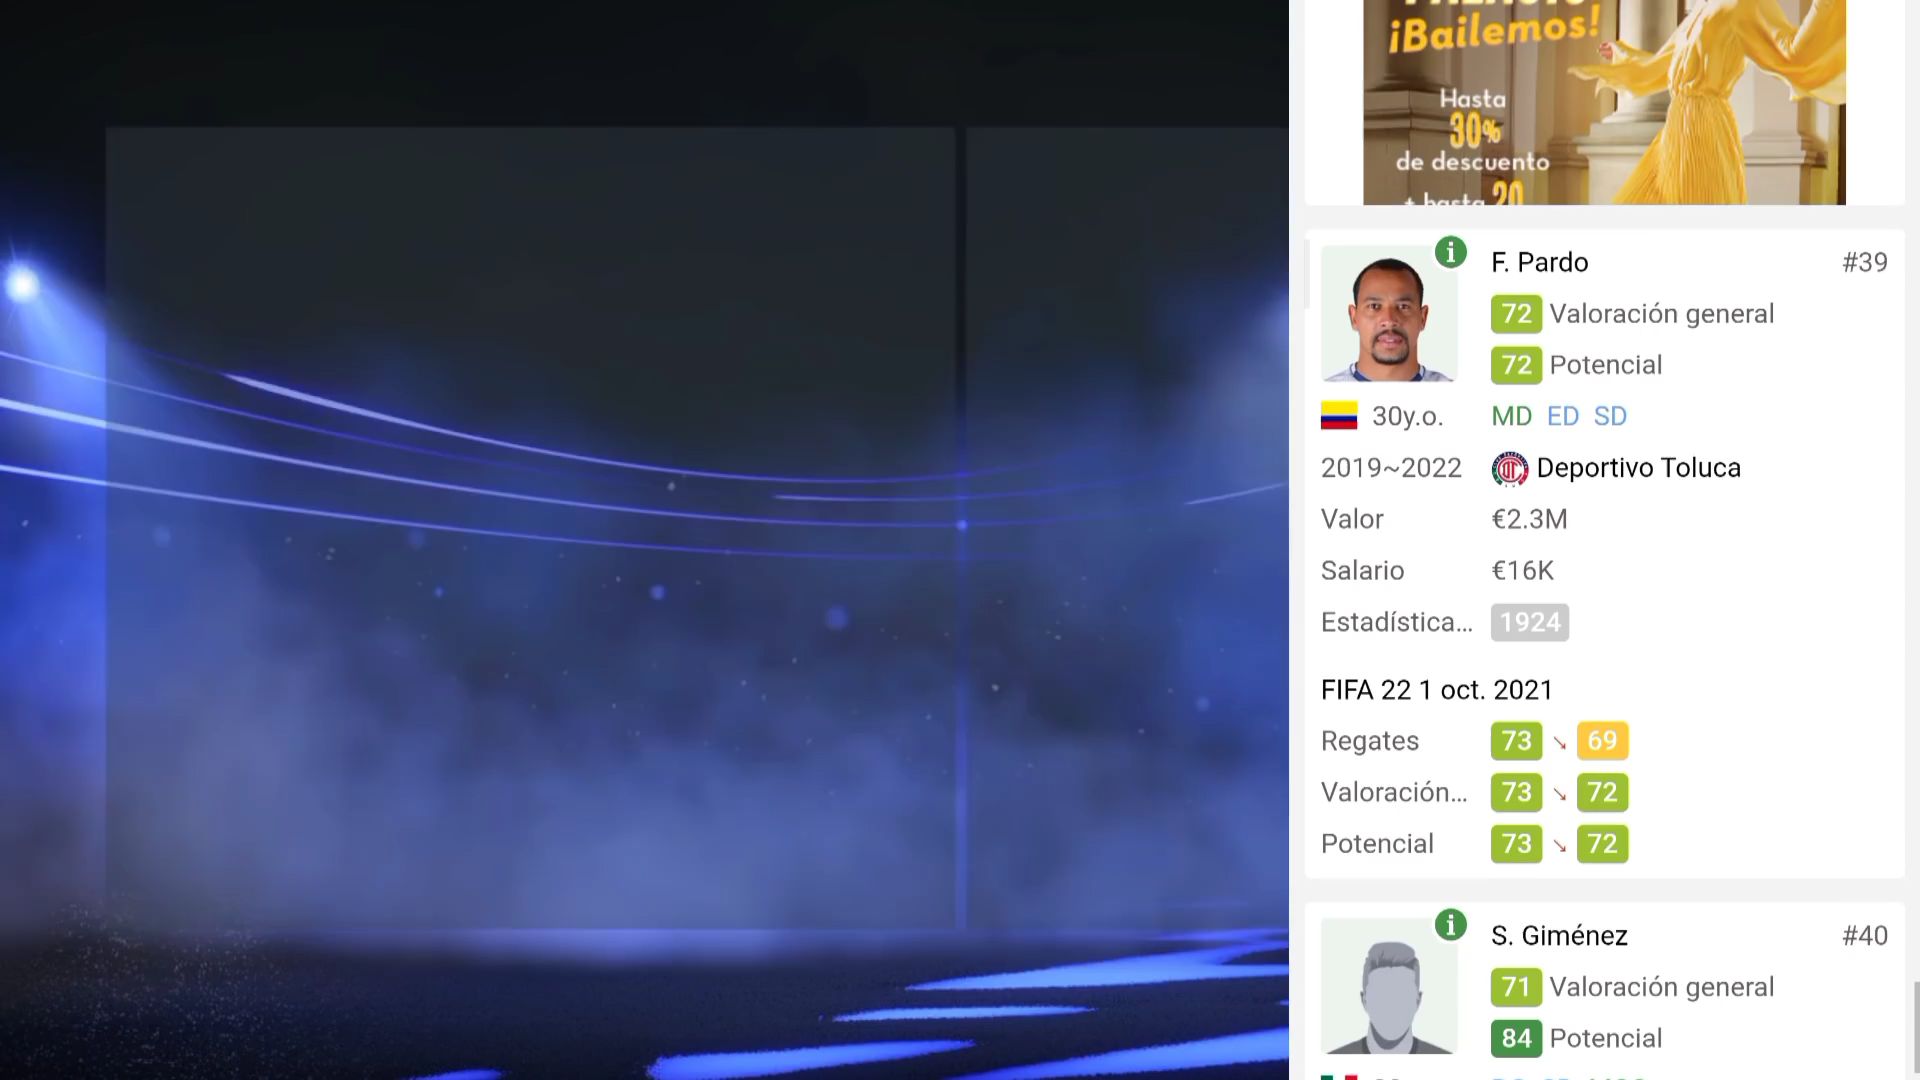 ¡Bailemos!
Hasta
30%
de descuento
+ hasta 20
F. Pardo #39
72 Valoración general
72 Potencial
30y.o. MD ED SD
2019~2022 Deportivo Toluca
Valor €2.3M
Salario €16K
Estadística... 1924
FIFA 22 1 oct. 2021
Regates 73 ↘ 69
Valoración... 73 ↘ 72
Potencial 73 ↘ 72
S. Giménez #40
71 Valoración general
84 Potencial